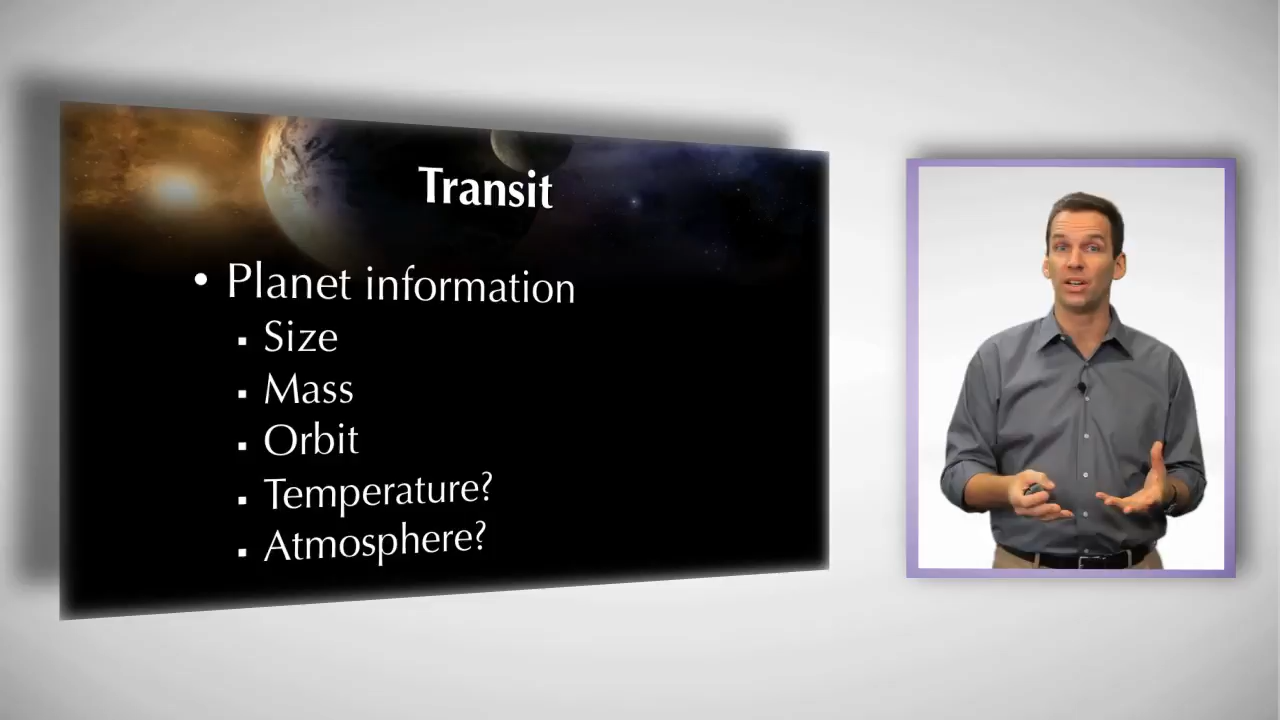 Transit
• Planet information
▪ Size
▪ Mass
▪ Orbit
▪ Temperature?
▪ Atmosphere?